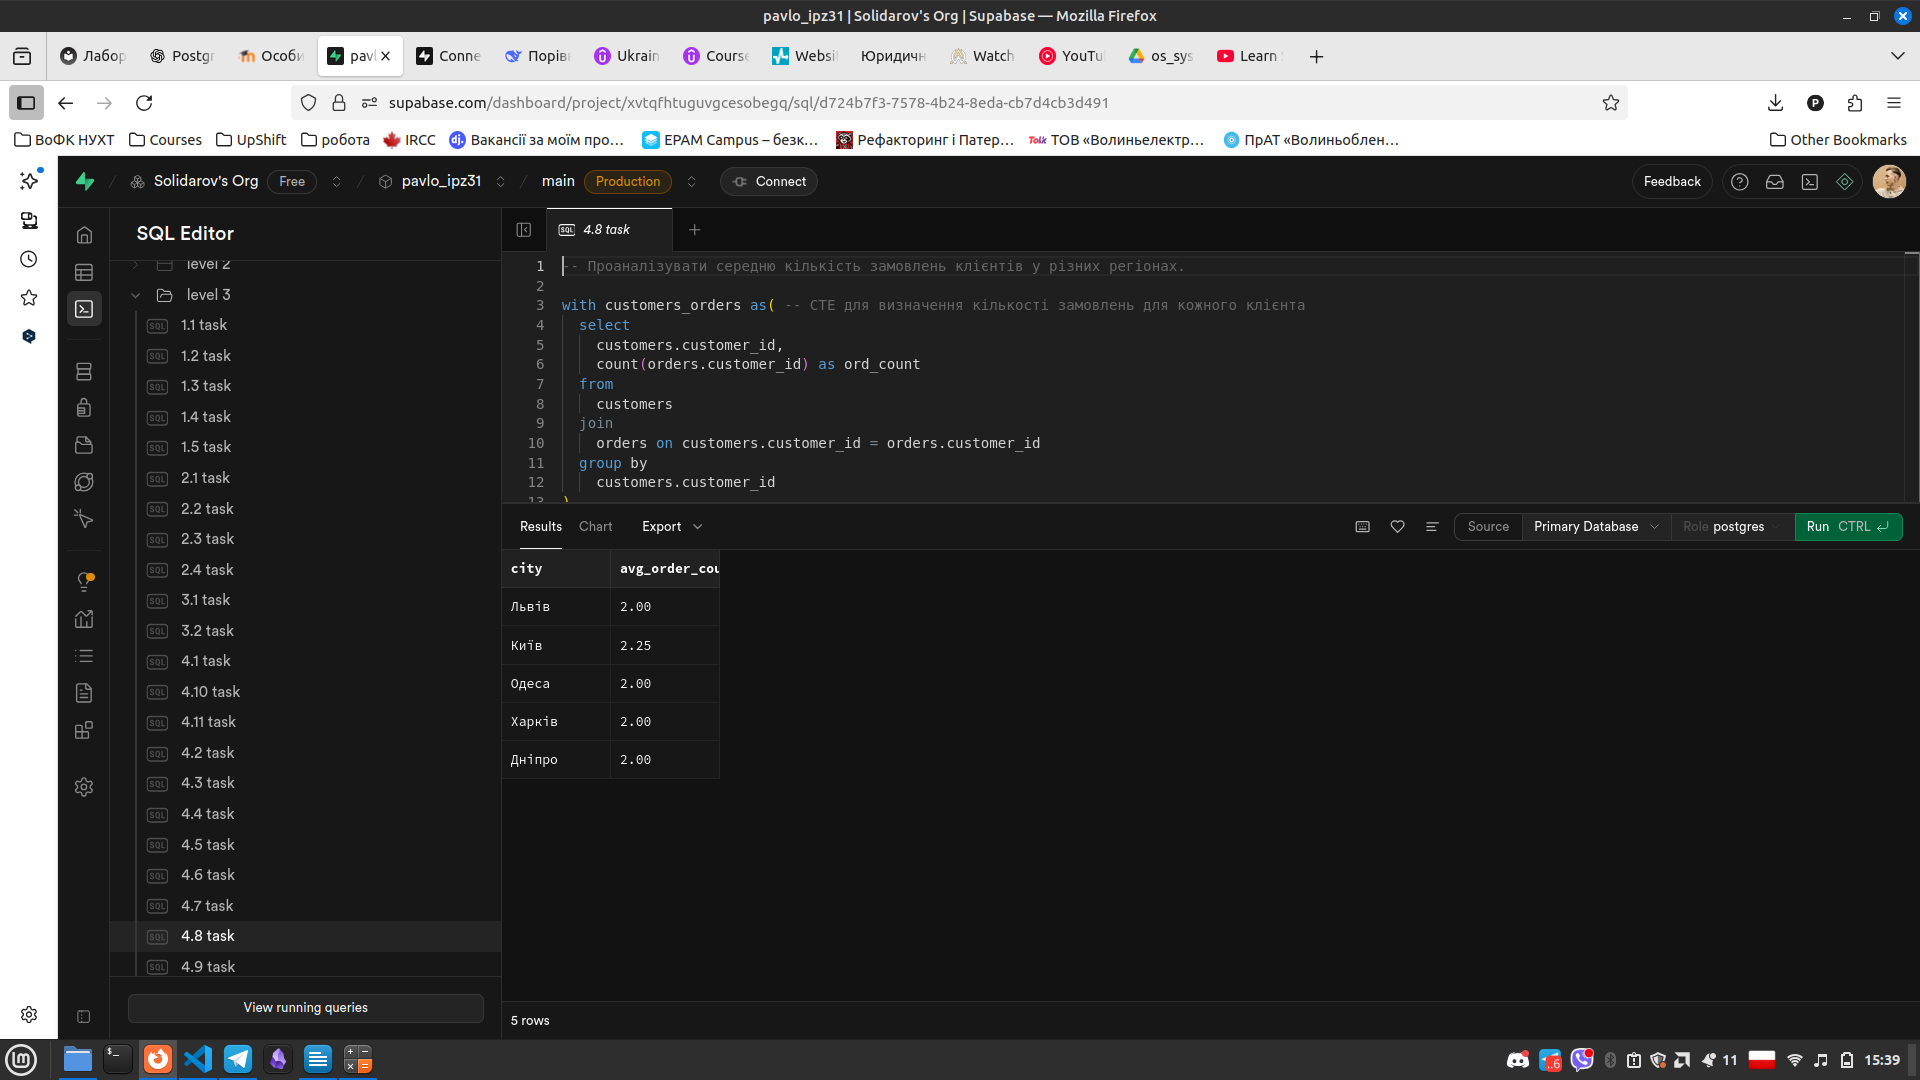 pavlo_ipz31 | Solidarov's Org | Supabase — Mozilla Firefox
Лабор
Postgr
Особи
pavl
Conne
Порів
Ukrain
Course
Websi
Юридичн
Watch
YouTu
os_sys
Learn
supabase.com/dashboard/project/xvtqfhtuguvgcesobegq/sql/d724b7f3-7578-4b24-8eda-cb7d4cb3d491
ВоФК НУХТ
Courses
UpShift
робота
IRCC
Вакансії за моїм про…
EPAM Campus – безк…
Рефакторинг і Патер…
ТОВ «Волиньелектр…
ПрАТ «Волиньоблен…
Other Bookmarks
Solidarov's Org
Free
pavlo_ipz31
main
Production
Connect
Feedback
SQL Editor
level 2
level 3
1.1 task
1.2 task
1.3 task
1.4 task
1.5 task
2.1 task
2.2 task
2.3 task
2.4 task
3.1 task
3.2 task
4.1 task
4.10 task
4.11 task
4.2 task
4.3 task
4.4 task
4.5 task
4.6 task
4.7 task
4.8 task
4.9 task
View running queries
4.8 task
1 -- Проаналізувати середню кількість замовлень клієнтів у різних регіонах.
2
3 with customers_orders as( -- CTE для визначення кількості замовлень для кожного клієнта
4 select
5 customers.customer_id,
6 count(orders.customer_id) as ord_count
7 from
8 customers
9 join
10 orders on customers.customer_id = orders.customer_id
11 group by
12 customers.customer_id
13 )
Results
Chart
Export
Source
Primary Database
Role postgres
Run CTRL
city avg_order_cou
Львів 2.00
Київ 2.25
Одеса 2.00
Харків 2.00
Дніпро 2.00
5 rows
11
15:39